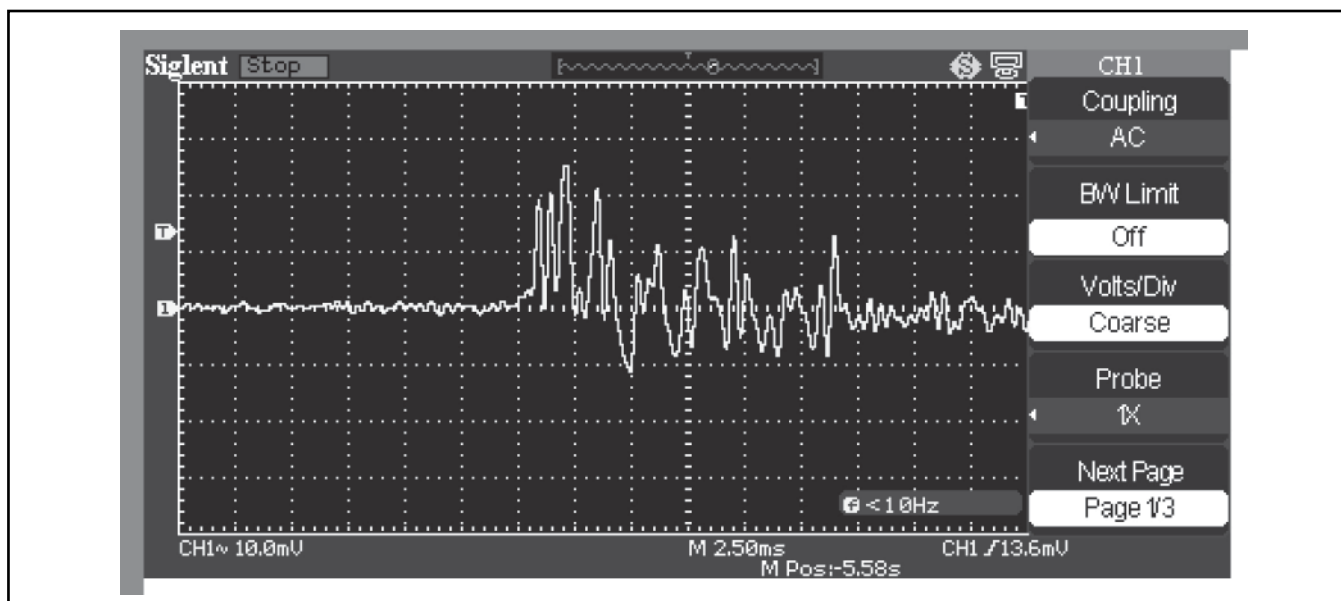 Siglent Stop
CH1
Coupling
AC
BW Limit
Off
Volts/Div
Coarse
Probe
1X
Next Page
Page 1/3
T
T
1
f <10Hz
CH1~ 10.0mV M 2.50ms CH1 /13.6mV
M Pos:-5.58s